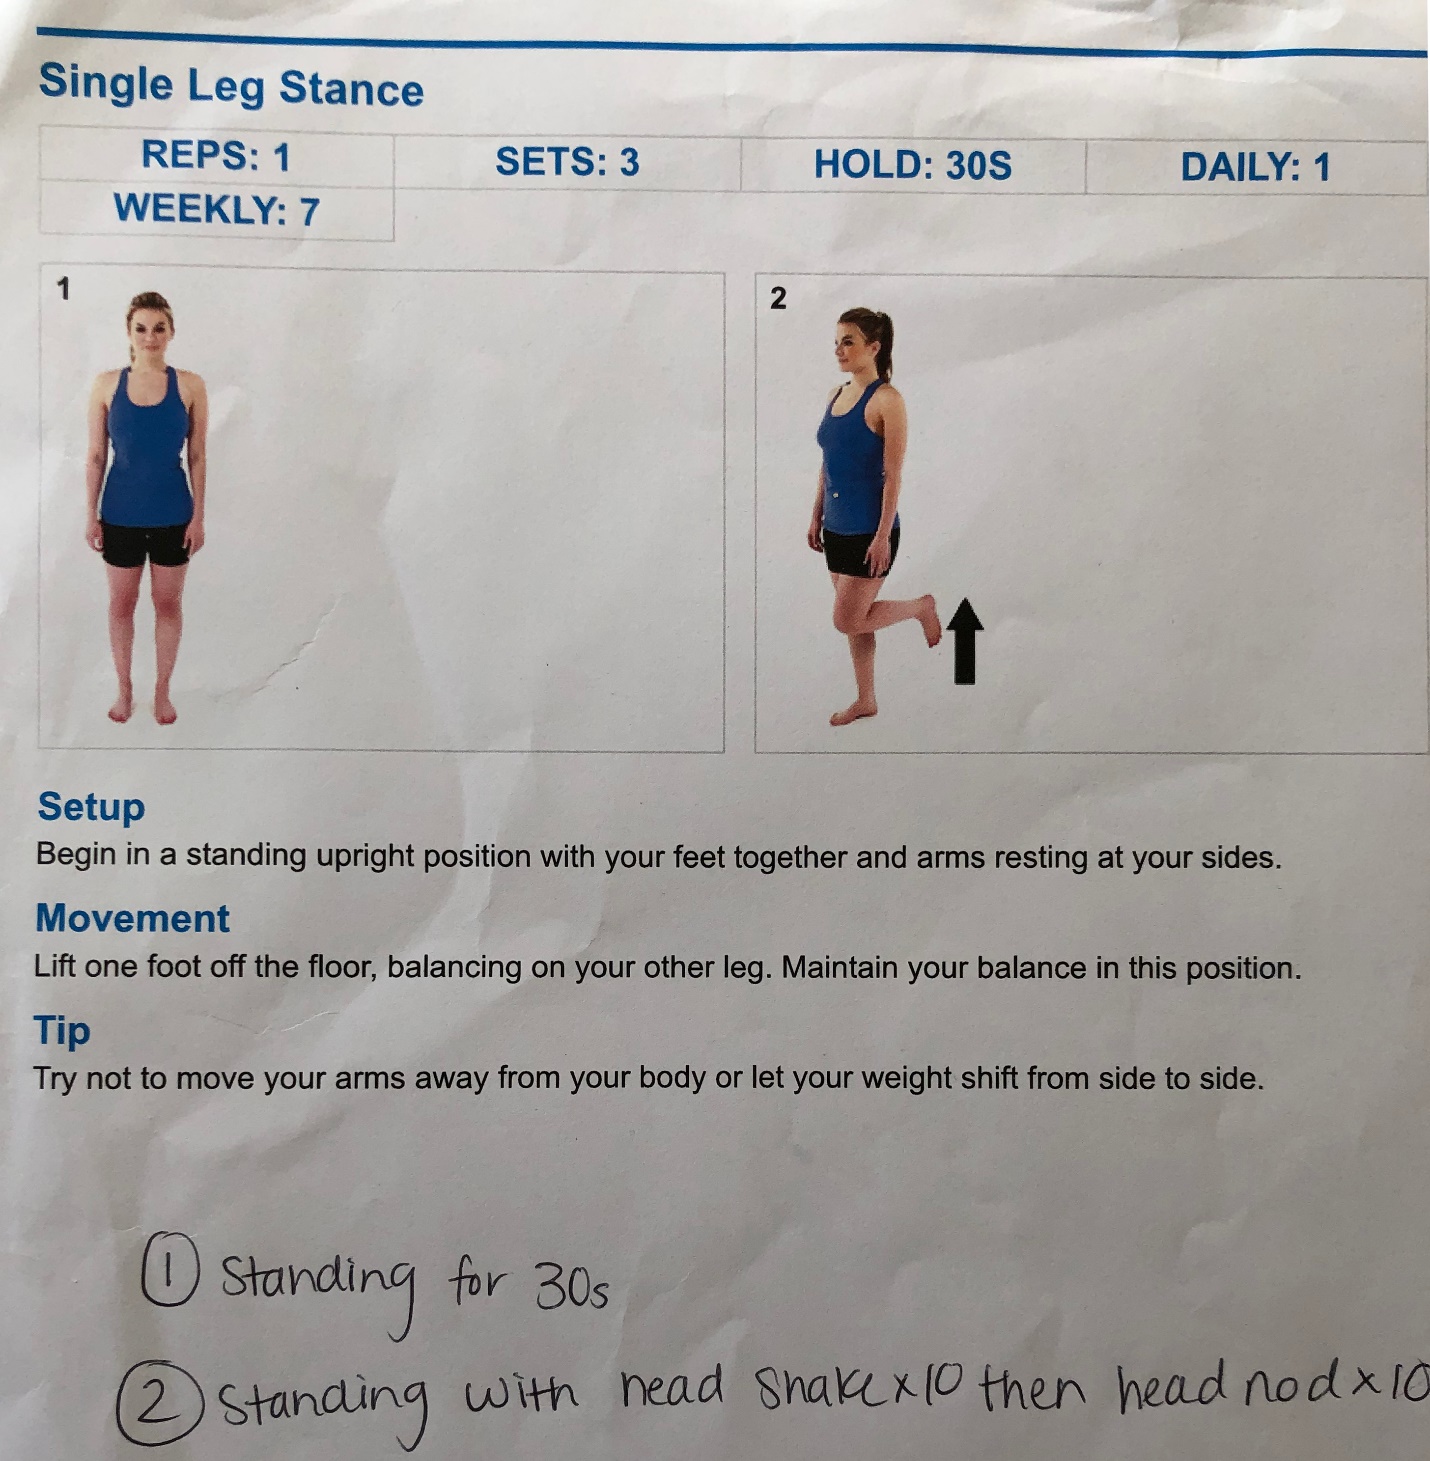 Single Leg Stance
REPS: 1 SETS: 3 HOLD: 30S DAILY: 1
WEEKLY: 7
1 2
Setup
Begin in a standing upright position with your feet together and arms resting at your sides.
Movement
Lift one foot off the floor, balancing on your other leg. Maintain your balance in this position.
Tip
Try not to move your arms away from your body or let your weight shift from side to side.
① Standing for 30s
② Standing with head shake x10 then head nod x 10